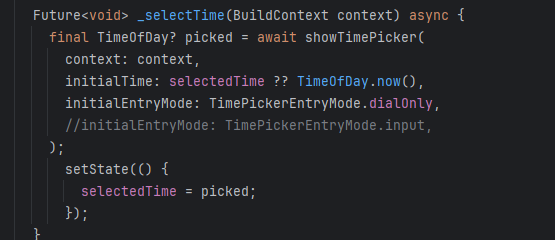 Future<void> _selectTime(BuildContext context) async {
final TimeOfDay? picked = await showTimePicker(
context: context,
initialTime: selectedTime ?? TimeOfDay.now(),
initialEntryMode: TimePickerEntryMode.dialOnly,
//initialEntryMode: TimePickerEntryMode.input,
);
setState(() {
selectedTime = picked;
});
}